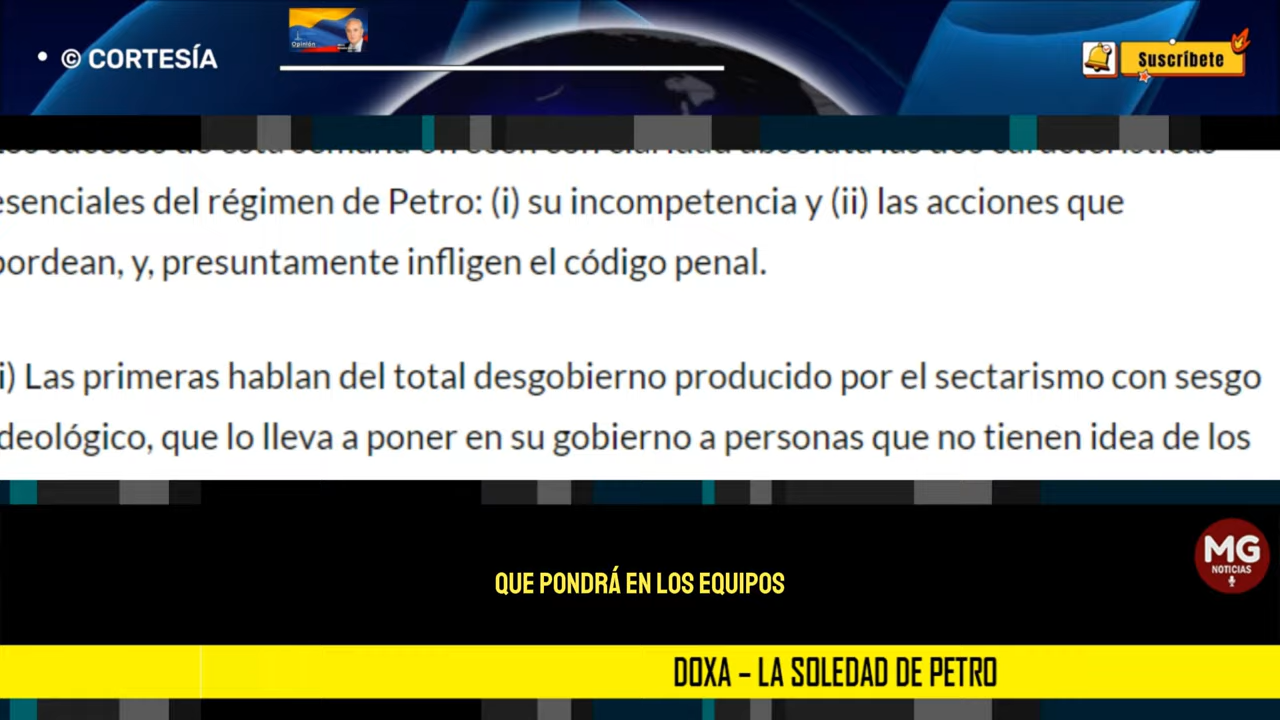 • © CORTESÍA
Opinión
Suscríbete
esenciales del régimen de Petro: (i) su incompetencia y (ii) las acciones que
bordean, y, presuntamente infligen el código penal.
i) Las primeras hablan del total desgobierno producido por el sectarismo con sesgo
deológico, que lo lleva a poner en su gobierno a personas que no tienen idea de los
MG
NOTICIAS
QUE PONDRÁ EN LOS EQUIPOS
DOXA – LA SOLEDAD DE PETRO